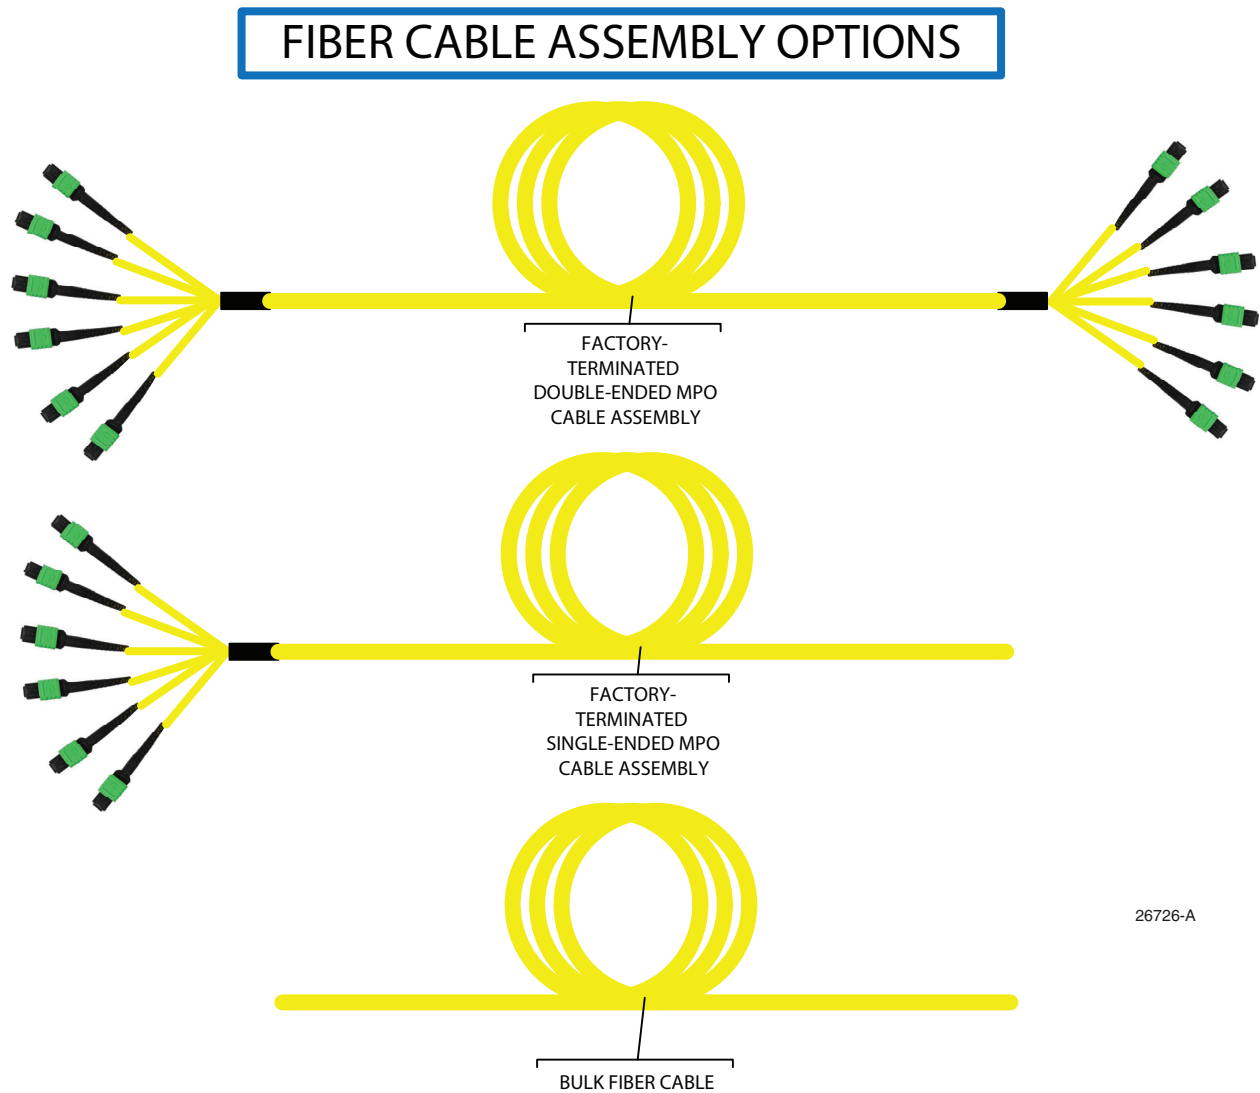 FIBER CABLE ASSEMBLY OPTIONS
FACTORY-
TERMINATED
DOUBLE-ENDED MPO
CABLE ASSEMBLY
FACTORY-
TERMINATED
SINGLE-ENDED MPO
CABLE ASSEMBLY
26726-A
BULK FIBER CABLE